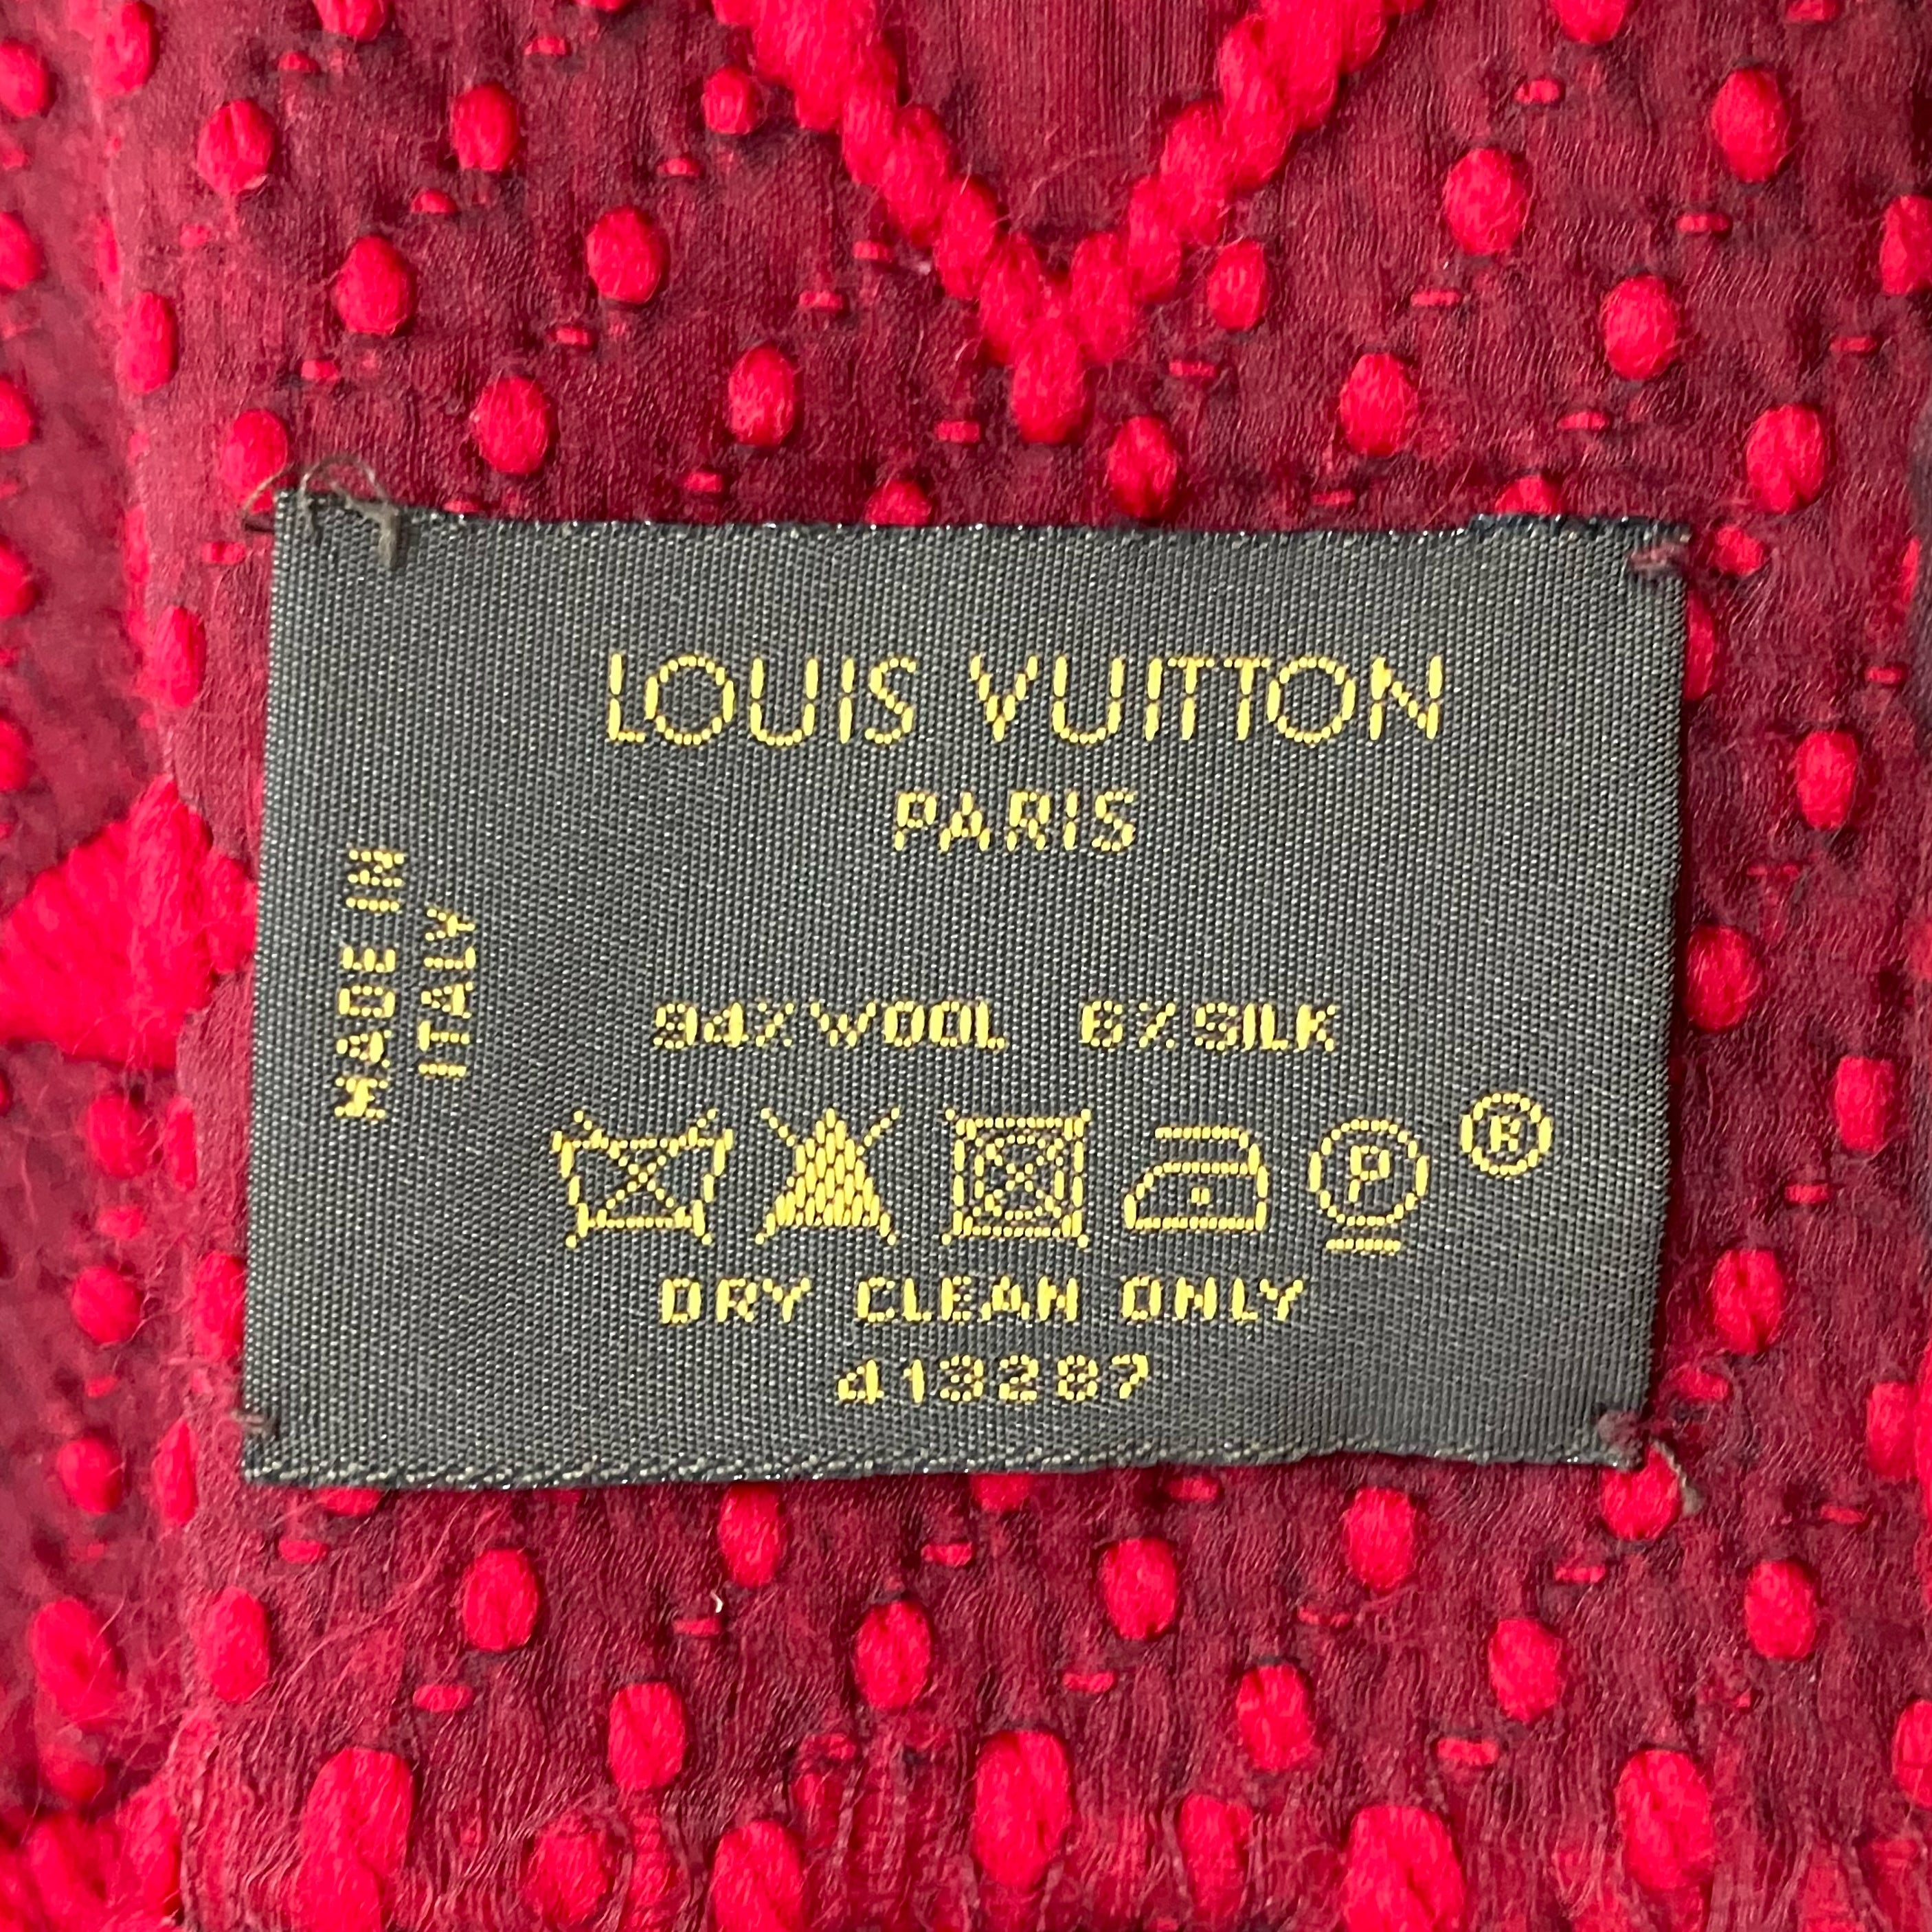 LOUIS VUITTON
PARIS
MADE IN
ITALY
94% WOOL 6% SILK
P ®
DRY CLEAN ONLY
413287